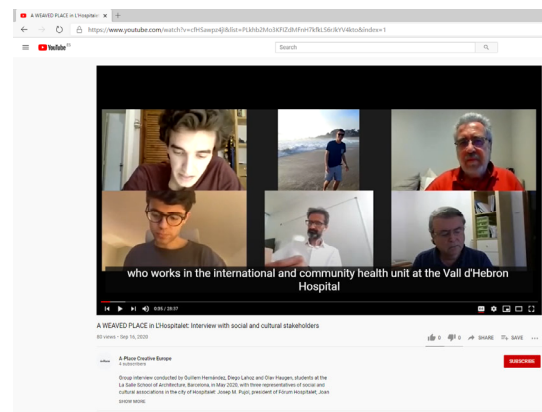 A WEAVED PLACE in L'Hospitalet:
https://www.youtube.com/watch?v=cfHSawpz4jI&list=PLkhb2Mo3KFlZdMFnHTkfkLS6rJkYV4kto&index=1
YouTube ES
Search
who works in the international and community health unit at the Vall d'Hebron
Hospital
0:55 / 20:37
A WEAVED PLACE in L'Hospitalet: Interview with social and cultural stakeholders
80 views • Sep 16, 2020
0
0
SHARE
SAVE
A-Place Creative Europe
4 subscribers
SUBSCRIBE
Group interview conducted by Guillem Hernández, Diego Lahoz and Olav Haugen, students at the
La Salle School of Architecture, Barcelona, in May 2020, with three representatives of social and
cultural associations in the city of Hospitalet: Josep M. Pujol, president of Fòrum Hospitalet; Joan
SHOW MORE